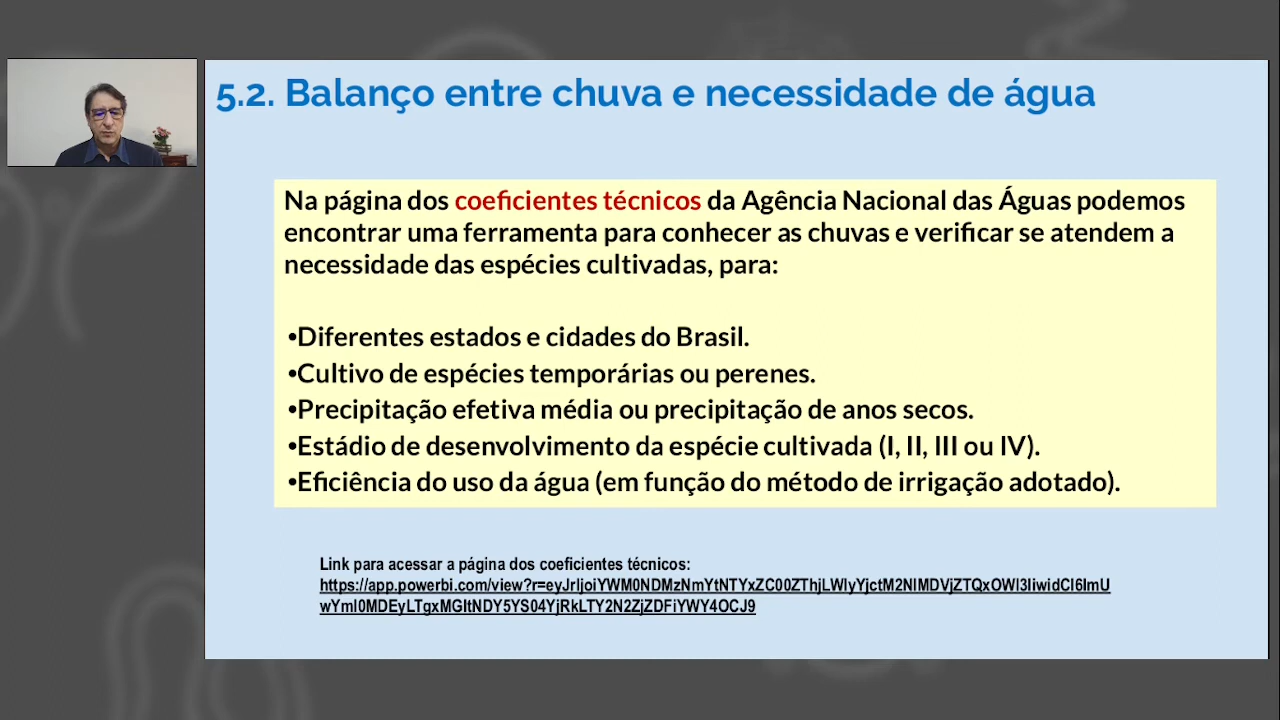 5.2. Balanço entre chuva e necessidade de água
Na página dos coeficientes técnicos da Agência Nacional das Águas podemos
encontrar uma ferramenta para conhecer as chuvas e verificar se atendem a
necessidade das espécies cultivadas, para:
•Diferentes estados e cidades do Brasil.
•Cultivo de espécies temporárias ou perenes.
•Precipitação efetiva média ou precipitação de anos secos.
•Estádio de desenvolvimento da espécie cultivada (I, II, III ou IV).
•Eficiência do uso da água (em função do método de irrigação adotado).
Link para acessar a página dos coeficientes técnicos:
https://app.powerbi.com/view?r=eyJrIjoiYWM0NDMzNmYtNTYxZC00ZThjLWIyYjctM2NlMDVjZTQxOWI3IiwidCI6ImU
wYmI0MDEyLTgxMGItNDY5YS04YjRkLTY2N2ZjZDFiYWY4OCJ9